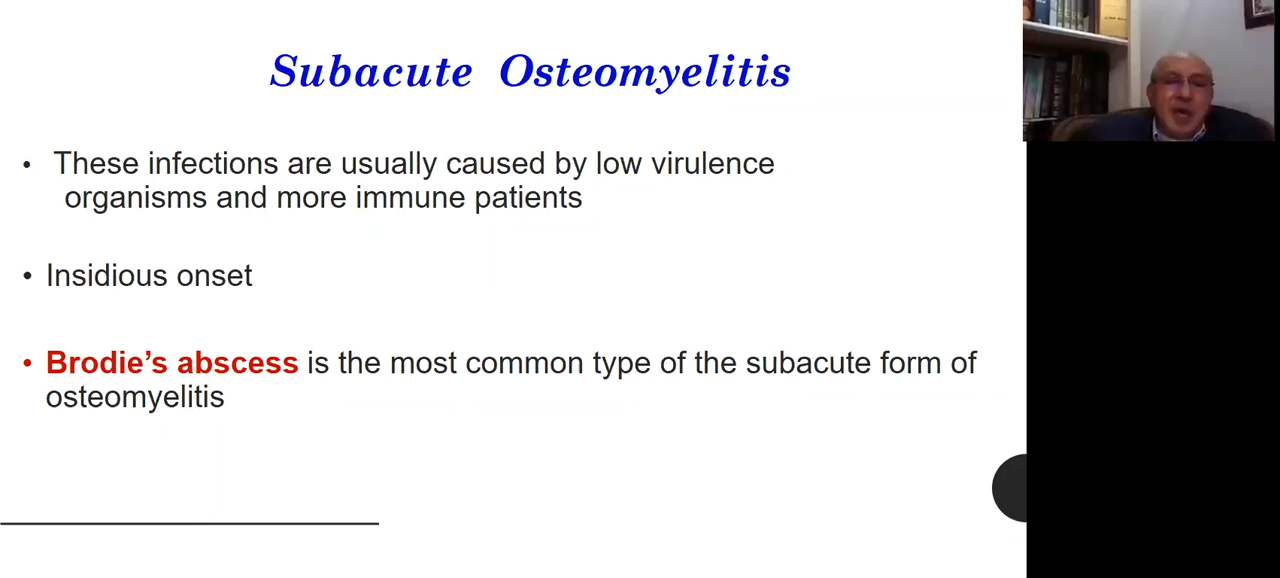 Subacute Osteomyelitis
• These infections are usually caused by low virulence
organisms and more immune patients
• Insidious onset
• Brodie’s abscess is the most common type of the subacute form of
osteomyelitis